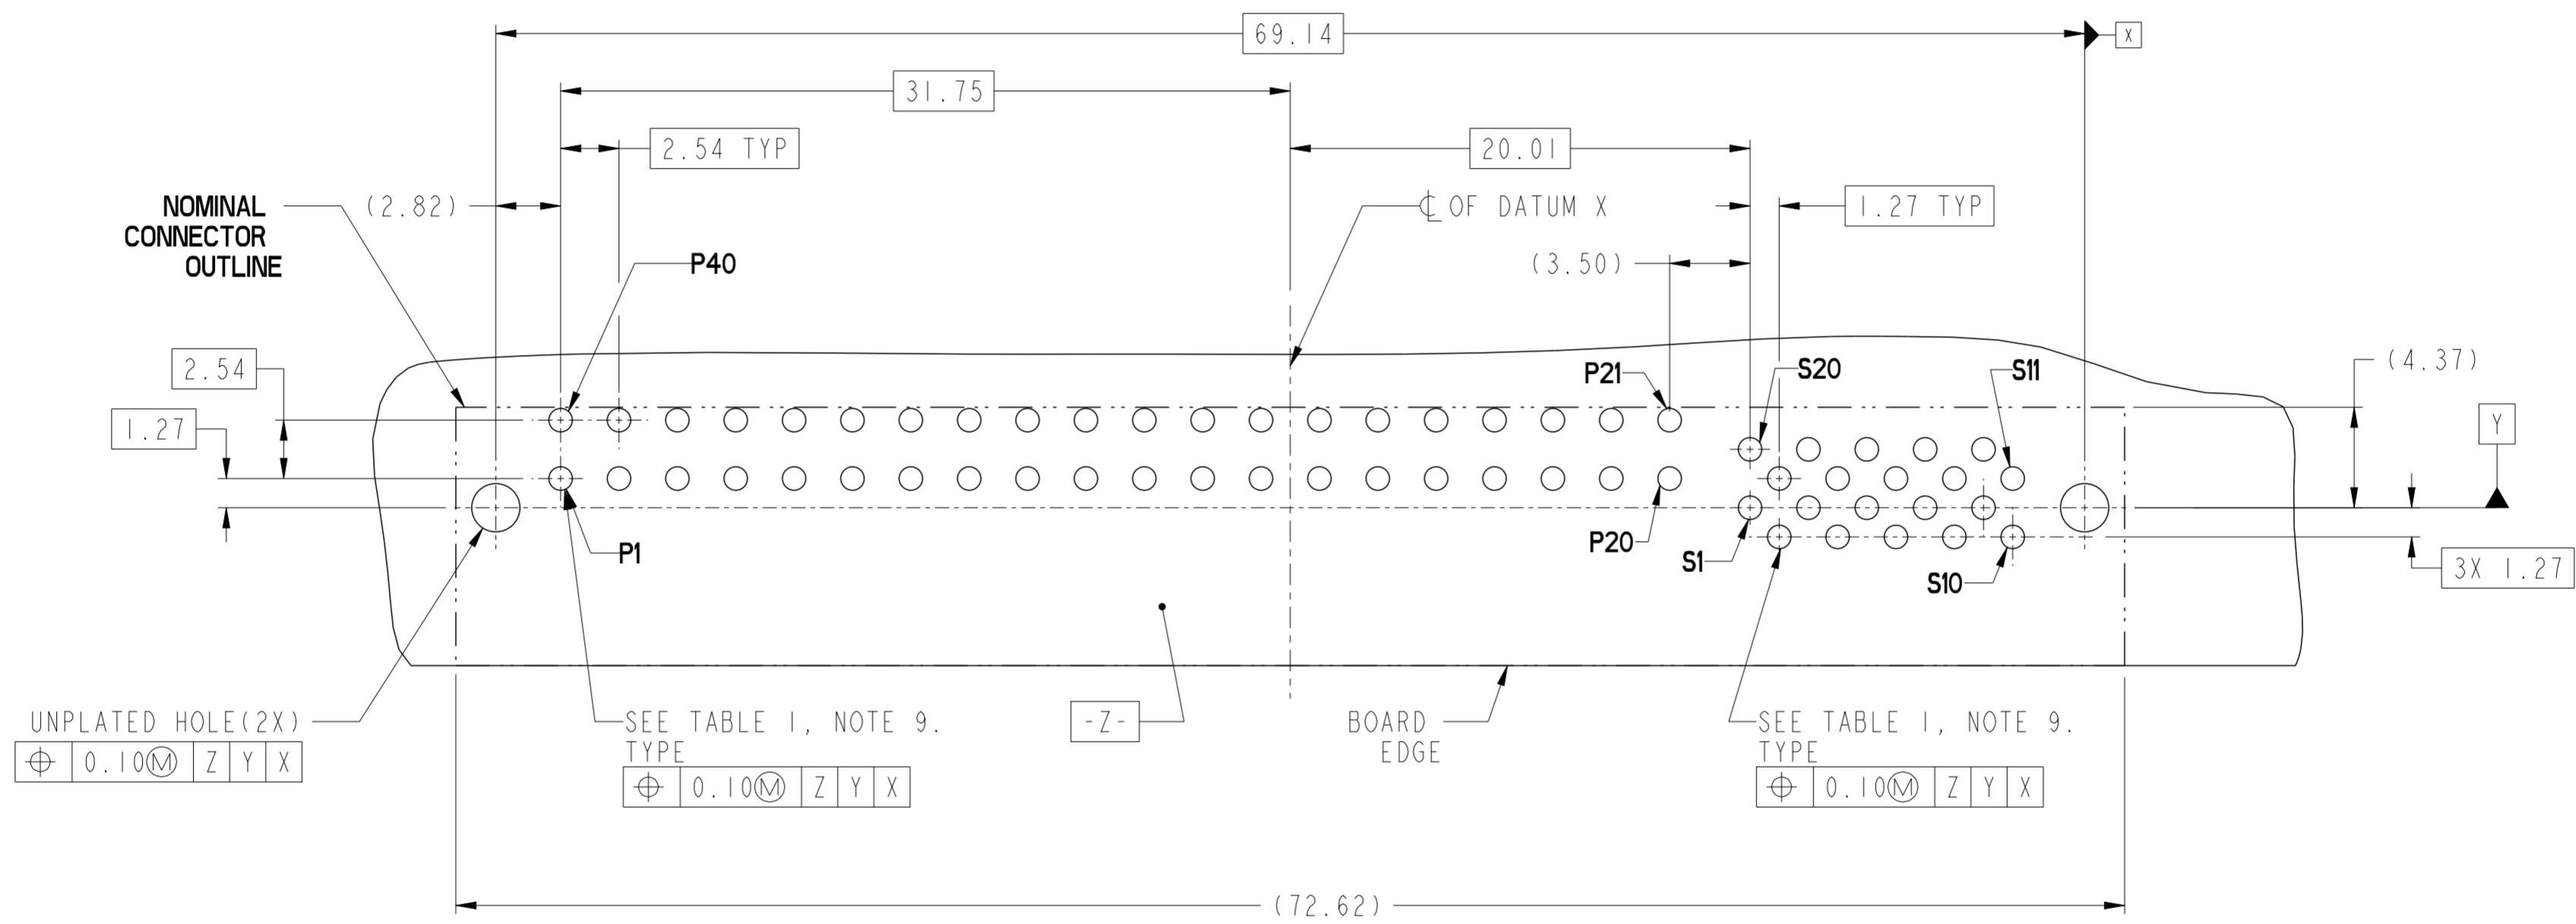 69.14
X
31.75
2.54 TYP
20.01
NOMINAL
CONNECTOR
OUTLINE
(2.82)
℄ OF DATUM X
1.27 TYP
P40
(3.50)
2.54
P21
S20
S11
(4.37)
1.27
Y
P1
P20
S1
S10
3X 1.27
UNPLATED HOLE(2X)
⌖ 0.10Ⓜ Z Y X
SEE TABLE 1, NOTE 9.
TYPE
⌖ 0.10Ⓜ Z Y X
-Z-
BOARD
EDGE
SEE TABLE 1, NOTE 9.
TYPE
⌖ 0.10Ⓜ Z Y X
(72.62)